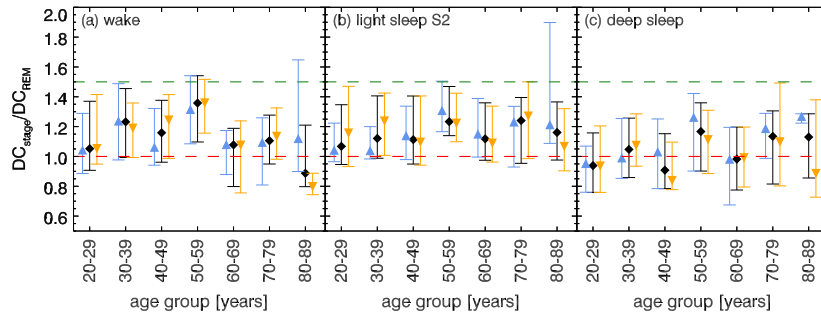 (a) wake
(b) light sleep S2
(c) deep sleep
DC_stage/DC_REM
2.0
1.8
1.6
1.4
1.2
1.0
0.8
0.6
20-29 30-39 40-49 50-59 60-69 70-79 80-89
20-29 30-39 40-49 50-59 60-69 70-79 80-89
20-29 30-39 40-49 50-59 60-69 70-79 80-89
age group [years]
age group [years]
age group [years]